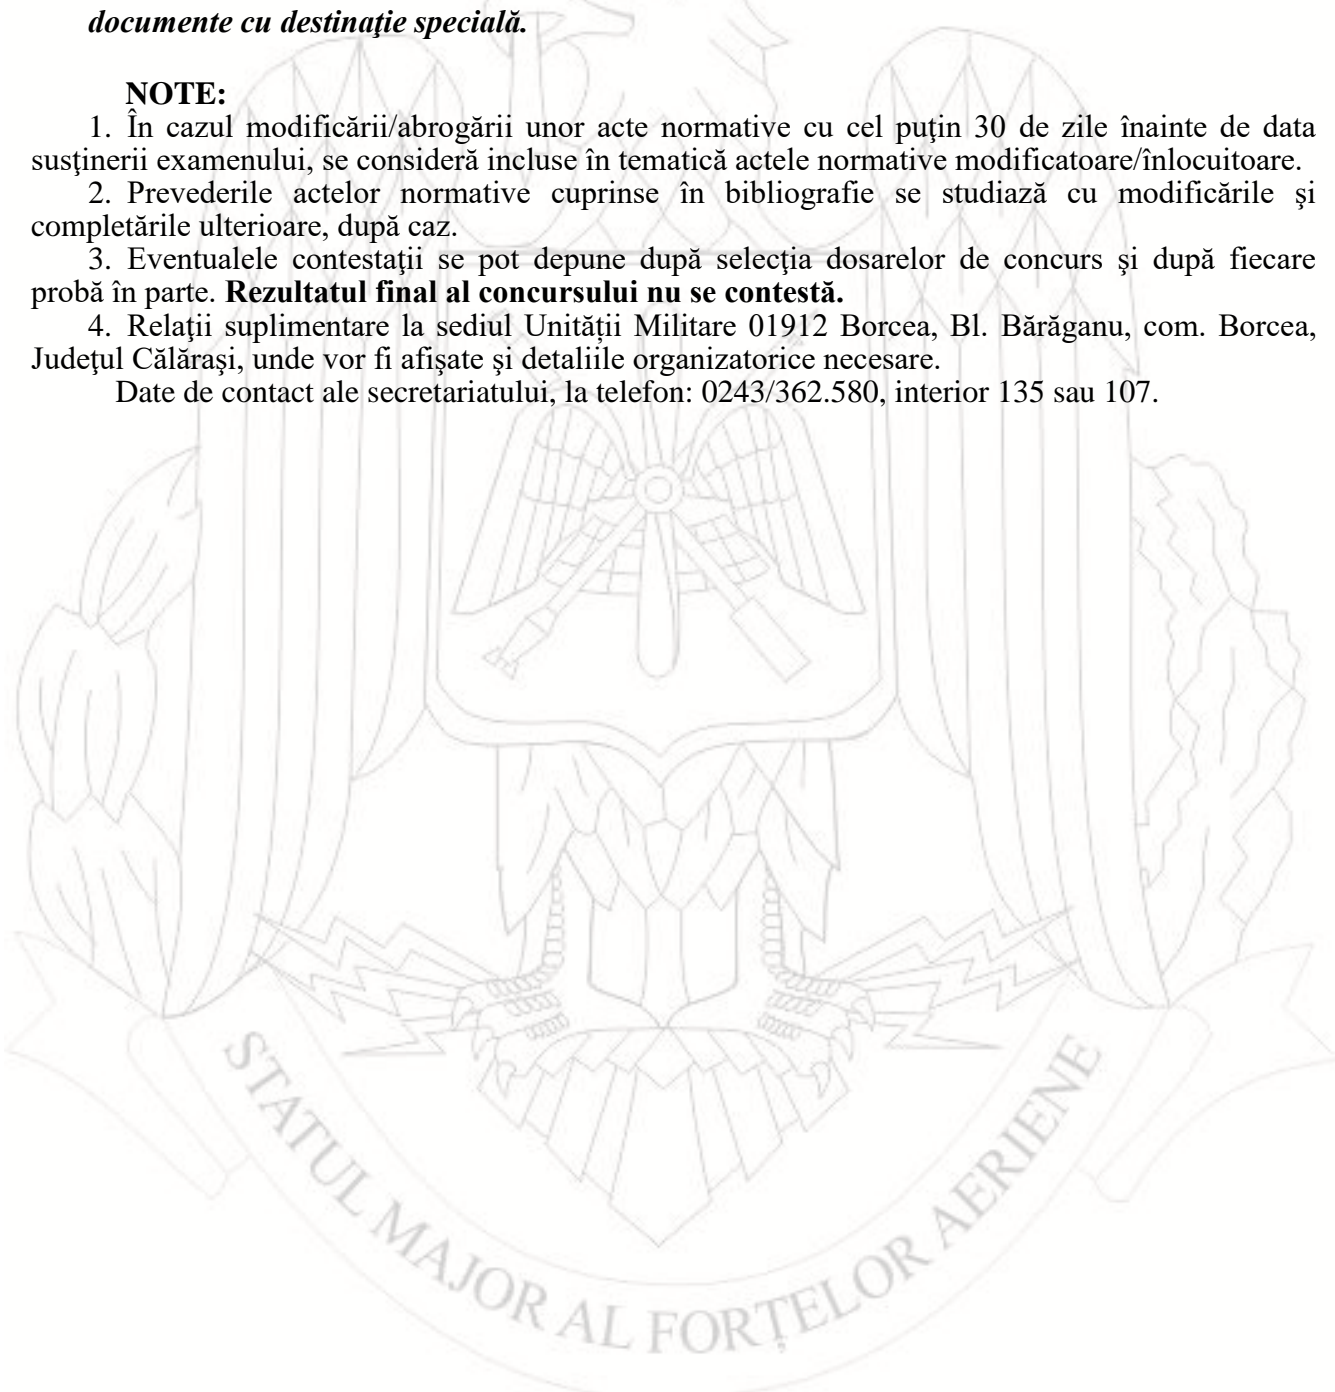 documente cu destinaţie specială.
NOTE:
1. În cazul modificării/abrogării unor acte normative cu cel puţin 30 de zile înainte de data
susţinerii examenului, se consideră incluse în tematică actele normative modificatoare/înlocuitoare.
2. Prevederile actelor normative cuprinse în bibliografie se studiază cu modificările şi
completările ulterioare, după caz.
3. Eventualele contestaţii se pot depune după selecţia dosarelor de concurs şi după fiecare
probă în parte. Rezultatul final al concursului nu se contestă.
4. Relaţii suplimentare la sediul Unității Militare 01912 Borcea, Bl. Bărăganu, com. Borcea,
Judeţul Călăraşi, unde vor fi afişate şi detaliile organizatorice necesare.
Date de contact ale secretariatului, la telefon: 0243/362.580, interior 135 sau 107.
STATUL MAJOR AL FORȚELOR AERIENE